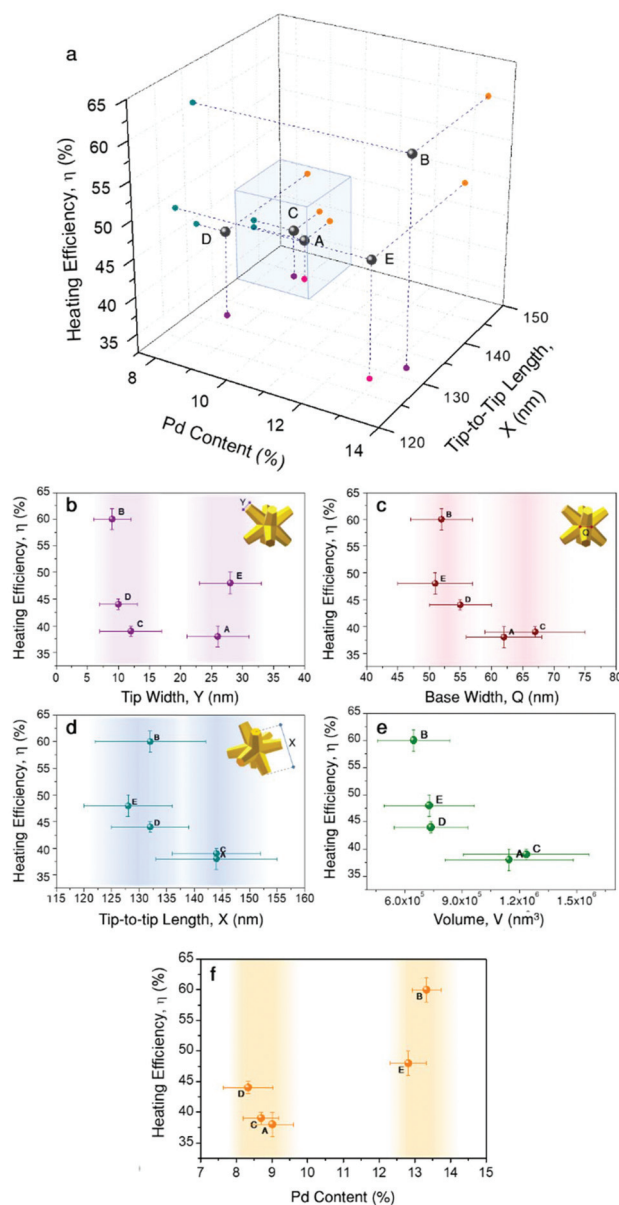 a
65
60
55
50
45
40
35
Heating Efficiency, η (%)
8
10
12
14
Pd Content (%)
120
130
140
150
Tip-to-Tip Length,
X (nm)
A
B
C
D
E
b
65
60
55
50
45
40
35
Heating Efficiency, η (%)
B
D
C
E
A
Y
0 10 20 30 40 50
Tip Width, Y (nm)
c
65
60
55
50
45
40
35
Heating Efficiency, η (%)
B
E
D
A
C
Q
40 45 50 55 60 65 70 75 80
Base Width, Q (nm)
d
65
60
55
50
45
40
35
Heating Efficiency, η (%)
B
E
D
C
A
X
115 120 125 130 135 140 145 150 155 160
Tip-to-tip Length, X (nm)
e
65
60
55
50
45
40
35
Heating Efficiency, η (%)
B
E
D
A
C
6.0x10⁵ 9.0x10⁵ 1.2x10⁶ 1.5x10⁶
Volume, V (nm³)
f
65
60
55
50
45
40
35
Heating Efficiency, η (%)
B
E
D
C
A
7 8 9 10 11 12 13 14 15
Pd Content (%)